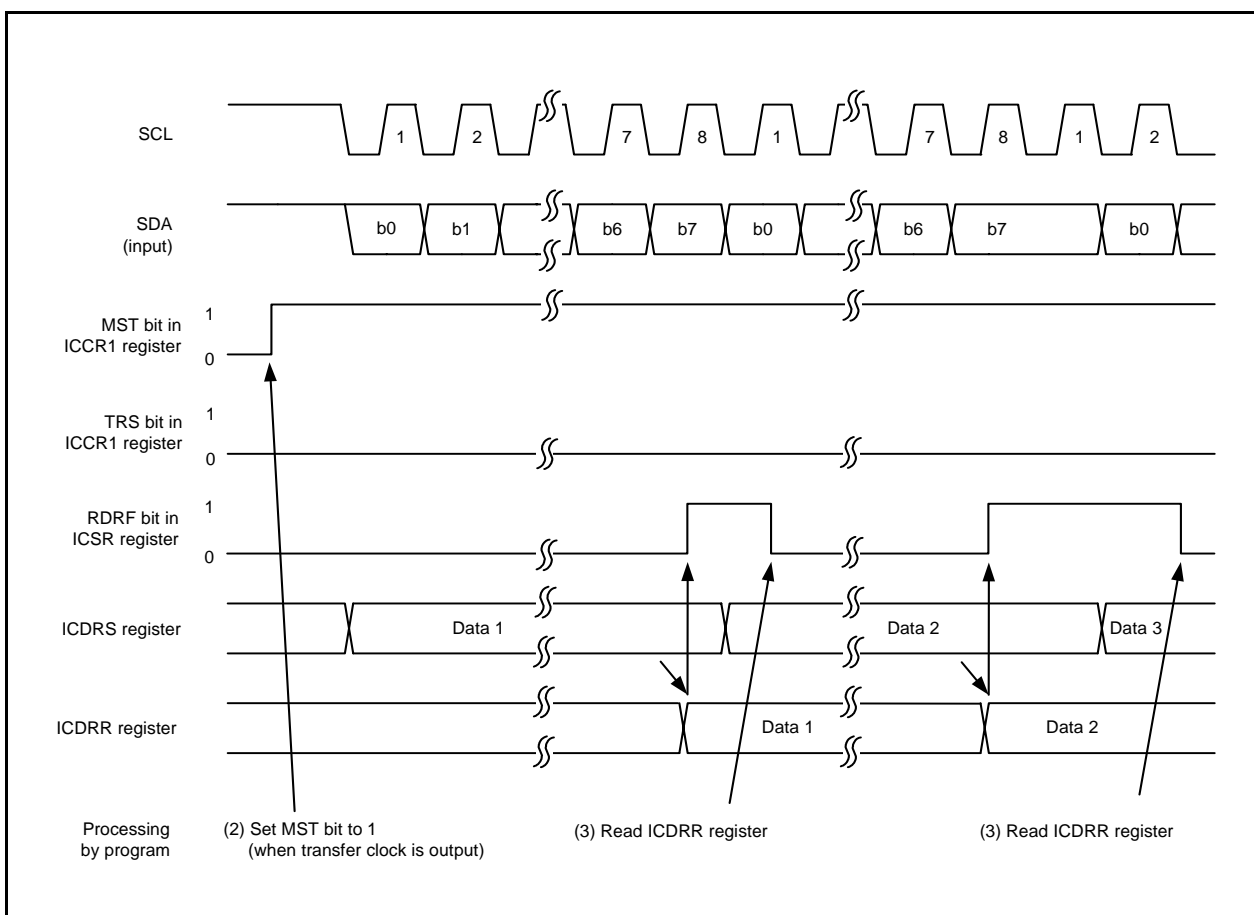 SCL
1 2 7 8 1 7 8 1 2
SDA
(input)
b0 b1 b6 b7 b0 b6 b7 b0
MST bit in
ICCR1 register
1
0
TRS bit in
ICCR1 register
1
0
RDRF bit in
ICSR register
1
0
ICDRS register
Data 1 Data 2 Data 3
ICDRR register
Data 1 Data 2
Processing
by program
(2) Set MST bit to 1
(when transfer clock is output)
(3) Read ICDRR register
(3) Read ICDRR register